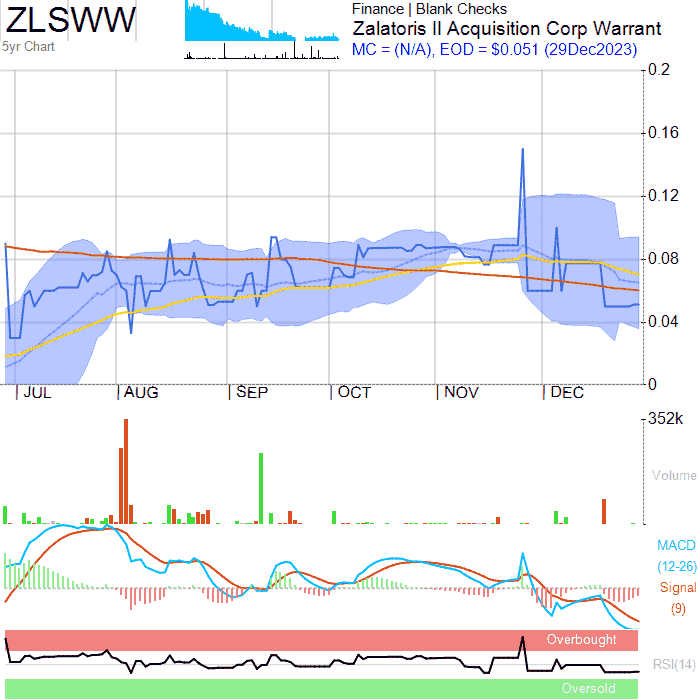 ZLSWW
5yr Chart
Finance | Blank Checks
Zalatoris II Acquisition Corp Warrant
MC = (N/A), EOD = $0.051 (29Dec2023)
0.2
0.16
0.12
0.08
0.04
0
JUL AUG SEP OCT NOV DEC
352k
Volume
MACD
(12-26)
Signal
(9)
Overbought
RSI(14)
Oversold